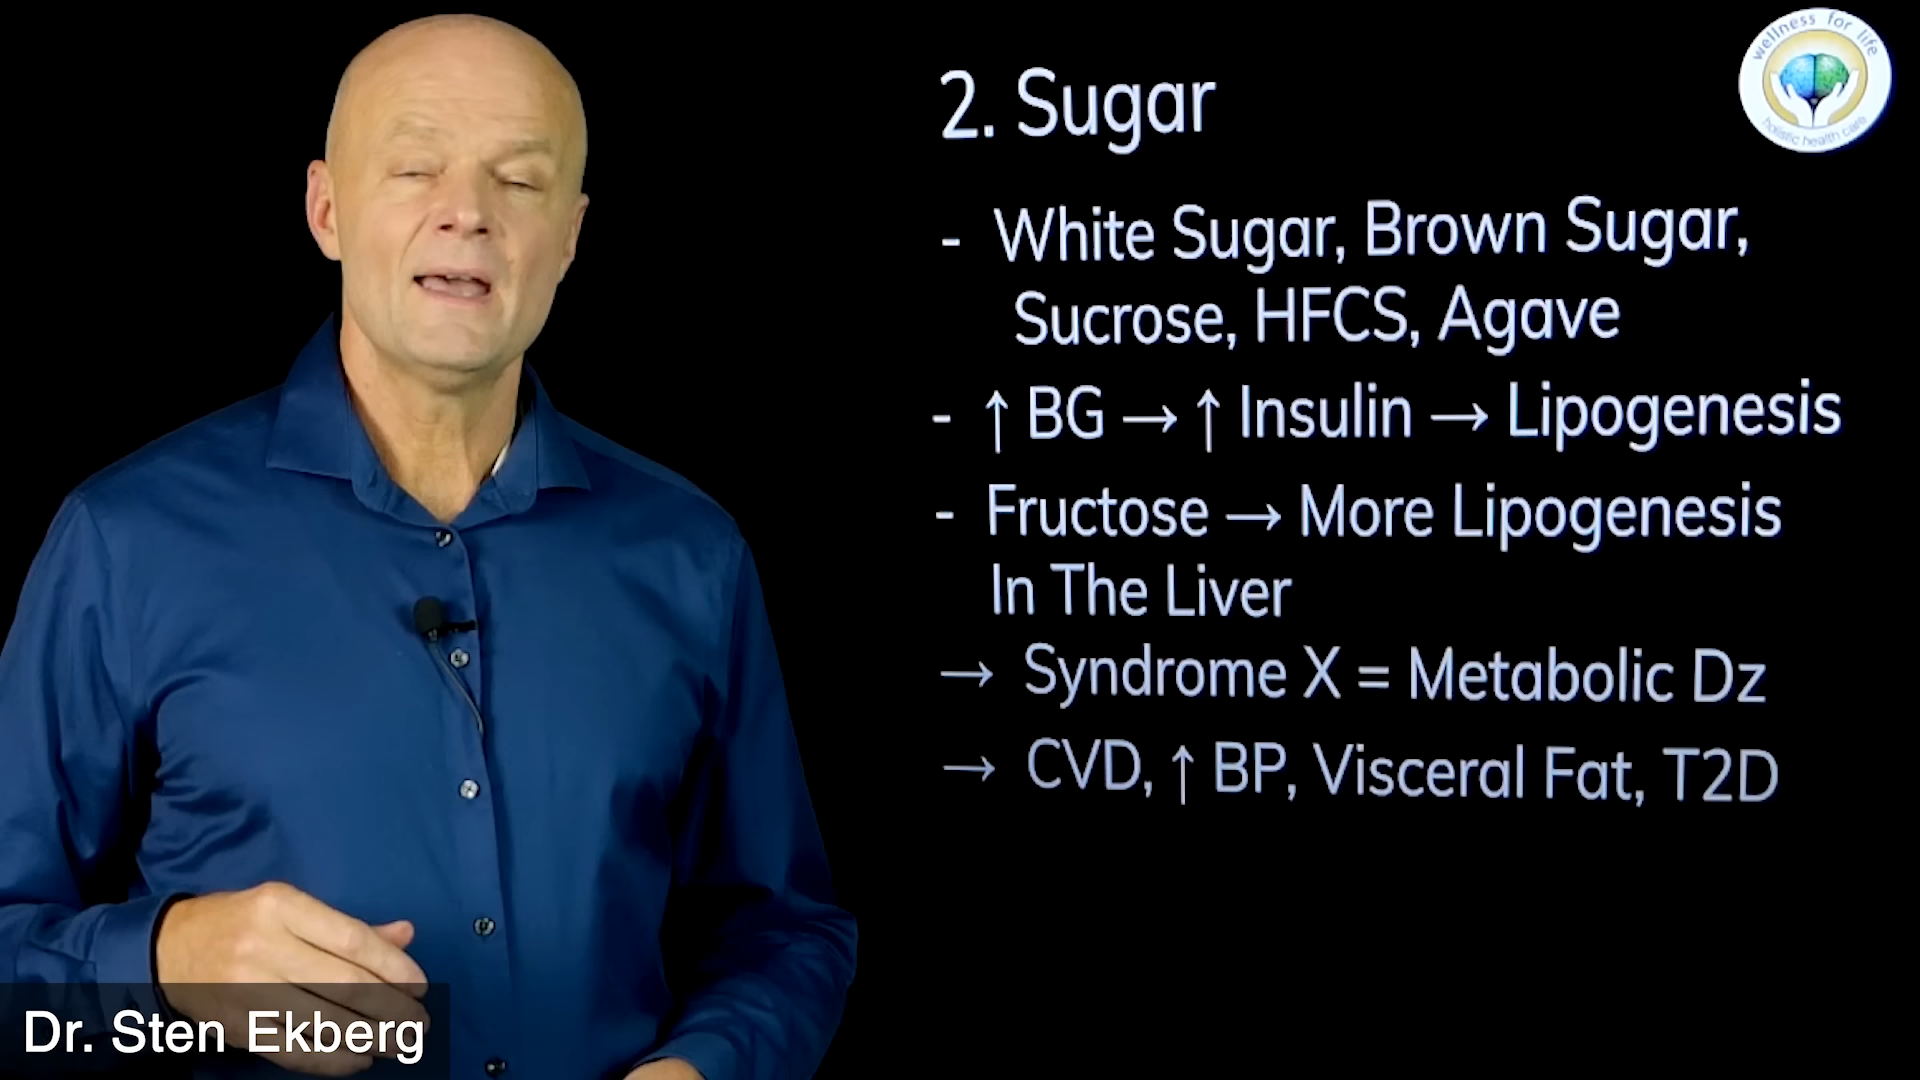 wellness for life
holistic health care
2. Sugar
- White Sugar, Brown Sugar,
Sucrose, HFCS, Agave
- ↑ BG → ↑ Insulin → Lipogenesis
- Fructose → More Lipogenesis
In The Liver
→ Syndrome X = Metabolic Dz
→ CVD, ↑ BP, Visceral Fat, T2D
Dr. Sten Ekberg